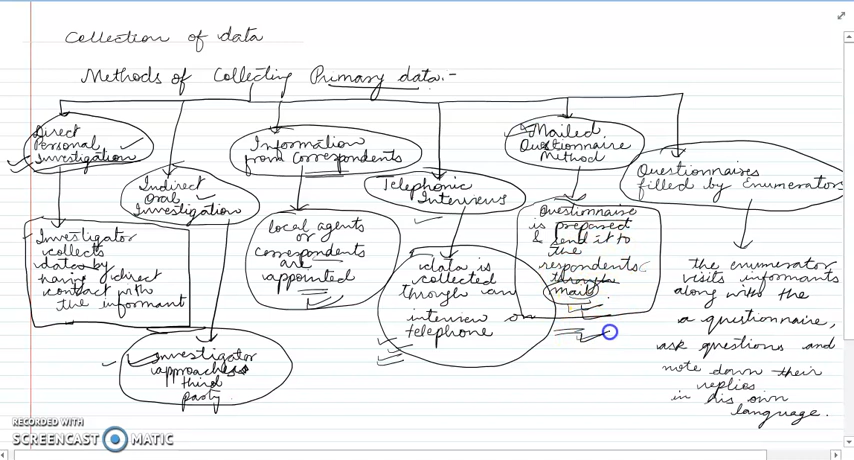 Collection of data
Methods of Collecting Primary data:-
Direct
Personal
Investigation
Indirect
Oral
Investigation
Information
from Correspondents
Telephonic
Interviews
Mailed
Questionnaire
Method
Questionnaires
filled by Enumerators
Investigator
collects
data by
having direct
contact with
the informant
Investigator
approaches
third
party
Local agents
or
correspondents
are
appointed
data is
collected
through an
interview on
telephone
Questionnaire
is prepared
& send it to
the
respondents
through
mail
the enumerator
visits informants
along with the
a questionnaire,
ask questions and
note down their
replies
in his own
language.
RECORDED WITH
SCREENCAST MATIC